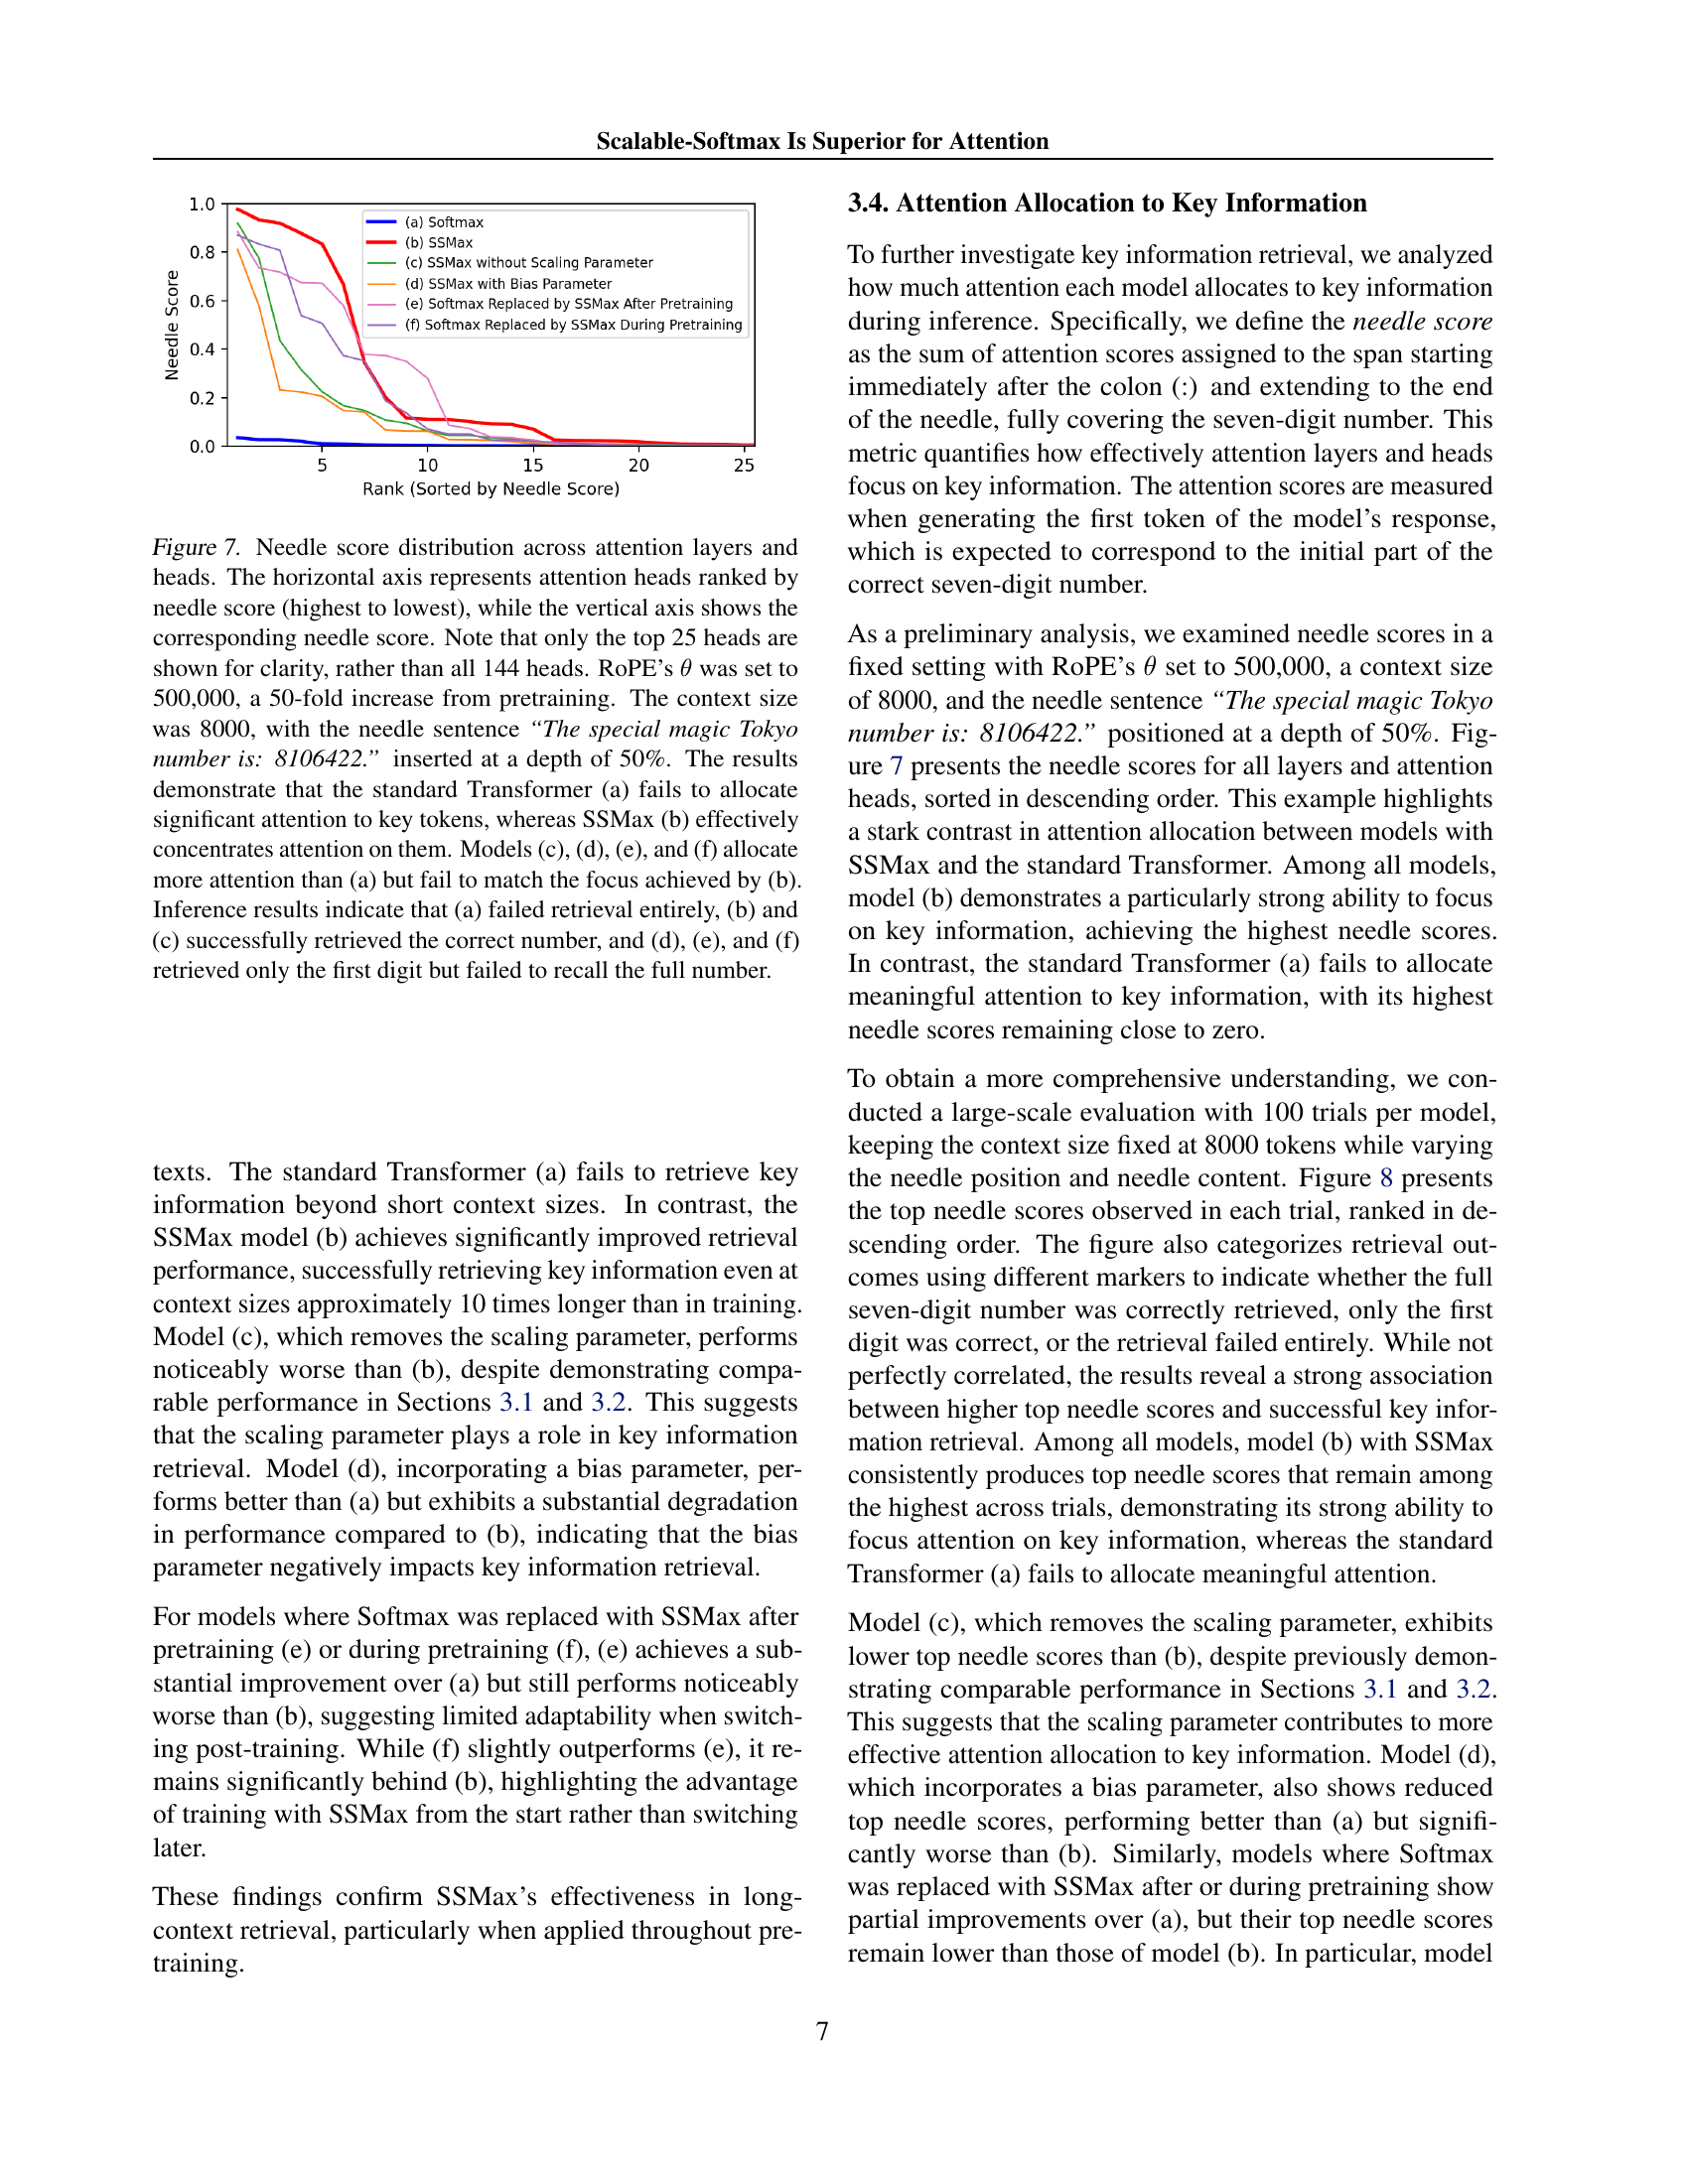 Scalable-Softmax Is Superior for Attention
1.0
0.8
0.6
0.4
0.2
0.0
Needle Score
5
10
15
20
25
Rank (Sorted by Needle Score)
(a) Softmax
(b) SSMax
(c) SSMax without Scaling Parameter
(d) SSMax with Bias Parameter
(e) Softmax Replaced by SSMax After Pretraining
(f) Softmax Replaced by SSMax During Pretraining
Figure 7. Needle score distribution across attention layers and
heads. The horizontal axis represents attention heads ranked by
needle score (highest to lowest), while the vertical axis shows the
corresponding needle score. Note that only the top 25 heads are
shown for clarity, rather than all 144 heads. RoPE's θ was set to
500,000, a 50-fold increase from pretraining. The context size
was 8000, with the needle sentence “The special magic Tokyo
number is: 8106422.” inserted at a depth of 50%. The results
demonstrate that the standard Transformer (a) fails to allocate
significant attention to key tokens, whereas SSMax (b) effectively
concentrates attention on them. Models (c), (d), (e), and (f) allocate
more attention than (a) but fail to match the focus achieved by (b).
Inference results indicate that (a) failed retrieval entirely, (b) and
(c) successfully retrieved the correct number, and (d), (e), and (f)
retrieved only the first digit but failed to recall the full number.
texts. The standard Transformer (a) fails to retrieve key
information beyond short context sizes. In contrast, the
SSMax model (b) achieves significantly improved retrieval
performance, successfully retrieving key information even at
context sizes approximately 10 times longer than in training.
Model (c), which removes the scaling parameter, performs
noticeably worse than (b), despite demonstrating compa-
rable performance in Sections 3.1 and 3.2. This suggests
that the scaling parameter plays a role in key information
retrieval. Model (d), incorporating a bias parameter, per-
forms better than (a) but exhibits a substantial degradation
in performance compared to (b), indicating that the bias
parameter negatively impacts key information retrieval.
For models where Softmax was replaced with SSMax after
pretraining (e) or during pretraining (f), (e) achieves a sub-
stantial improvement over (a) but still performs noticeably
worse than (b), suggesting limited adaptability when switch-
ing post-training. While (f) slightly outperforms (e), it re-
mains significantly behind (b), highlighting the advantage
of training with SSMax from the start rather than switching
later.
These findings confirm SSMax's effectiveness in long-
context retrieval, particularly when applied throughout pre-
training.
3.4. Attention Allocation to Key Information
To further investigate key information retrieval, we analyzed
how much attention each model allocates to key information
during inference. Specifically, we define the needle score
as the sum of attention scores assigned to the span starting
immediately after the colon (:) and extending to the end
of the needle, fully covering the seven-digit number. This
metric quantifies how effectively attention layers and heads
focus on key information. The attention scores are measured
when generating the first token of the model's response,
which is expected to correspond to the initial part of the
correct seven-digit number.
As a preliminary analysis, we examined needle scores in a
fixed setting with RoPE's θ set to 500,000, a context size
of 8000, and the needle sentence “The special magic Tokyo
number is: 8106422.” positioned at a depth of 50%. Fig-
ure 7 presents the needle scores for all layers and attention
heads, sorted in descending order. This example highlights
a stark contrast in attention allocation between models with
SSMax and the standard Transformer. Among all models,
model (b) demonstrates a particularly strong ability to focus
on key information, achieving the highest needle scores.
In contrast, the standard Transformer (a) fails to allocate
meaningful attention to key information, with its highest
needle scores remaining close to zero.
To obtain a more comprehensive understanding, we con-
ducted a large-scale evaluation with 100 trials per model,
keeping the context size fixed at 8000 tokens while varying
the needle position and needle content. Figure 8 presents
the top needle scores observed in each trial, ranked in de-
scending order. The figure also categorizes retrieval out-
comes using different markers to indicate whether the full
seven-digit number was correctly retrieved, only the first
digit was correct, or the retrieval failed entirely. While not
perfectly correlated, the results reveal a strong association
between higher top needle scores and successful key infor-
mation retrieval. Among all models, model (b) with SSMax
consistently produces top needle scores that remain among
the highest across trials, demonstrating its strong ability to
focus attention on key information, whereas the standard
Transformer (a) fails to allocate meaningful attention.
Model (c), which removes the scaling parameter, exhibits
lower top needle scores than (b), despite previously demon-
strating comparable performance in Sections 3.1 and 3.2.
This suggests that the scaling parameter contributes to more
effective attention allocation to key information. Model (d),
which incorporates a bias parameter, also shows reduced
top needle scores, performing better than (a) but signifi-
cantly worse than (b). Similarly, models where Softmax
was replaced with SSMax after or during pretraining show
partial improvements over (a), but their top needle scores
remain lower than those of model (b). In particular, model
7